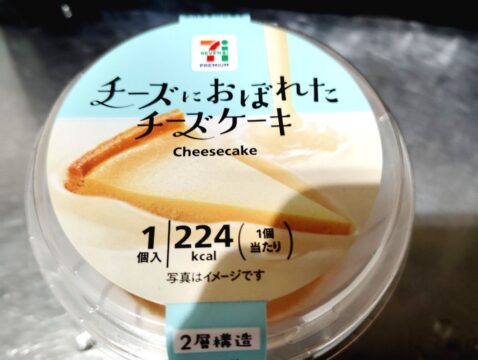 SEVEN & i
PREMIUM
チーズにおぼれた
チーズケーキ
Cheesecake
1
個入
224
kcal
(1個
当たり)
写真はイメージです
2層構造